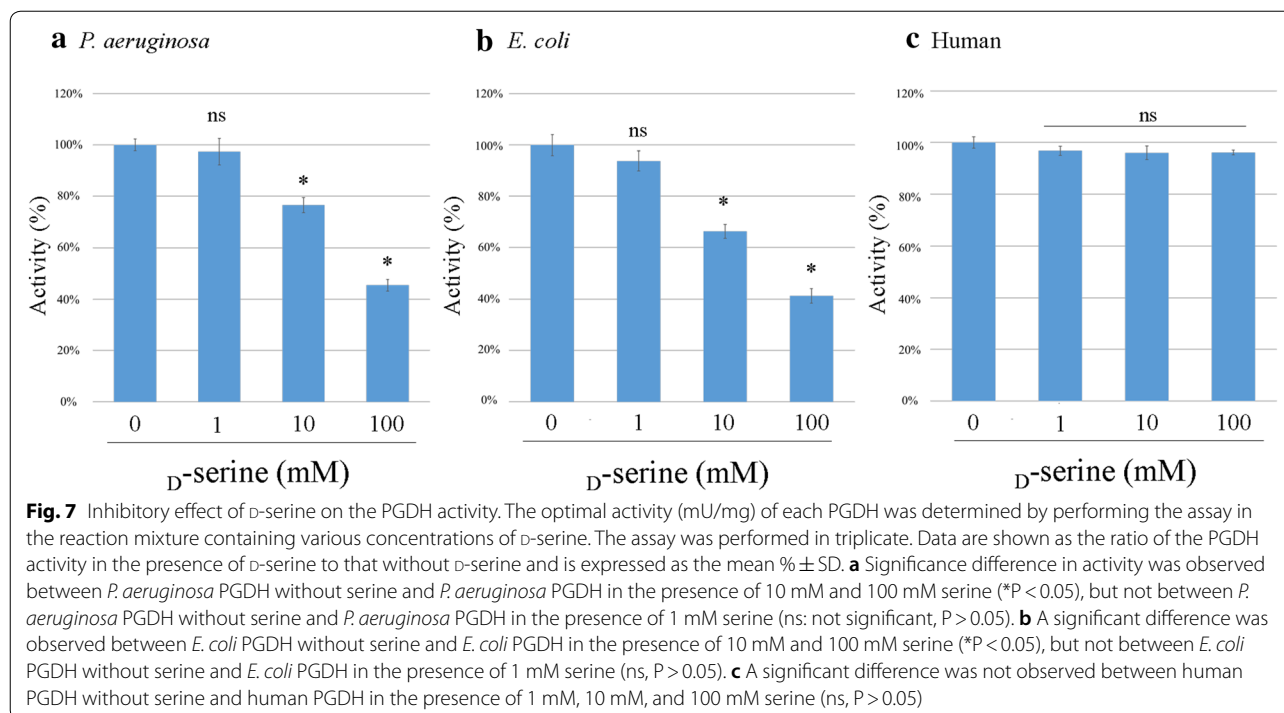 a P. aeruginosa
120%
100%
80%
60%
40%
20%
0%
Activity (%)
ns
*
*
0 1 10 100
D-serine (mM)
b E. coli
120%
100%
80%
60%
40%
20%
0%
Activity (%)
ns
*
*
0 1 10 100
D-serine (mM)
c Human
120%
100%
80%
60%
40%
20%
0%
Activity (%)
ns
0 1 10 100
D-serine (mM)
Fig. 7 Inhibitory effect of D-serine on the PGDH activity. The optimal activity (mU/mg) of each PGDH was determined by performing the assay in
the reaction mixture containing various concentrations of D-serine. The assay was performed in triplicate. Data are shown as the ratio of the PGDH
activity in the presence of D-serine to that without D-serine and is expressed as the mean % ± SD. a Significance difference in activity was observed
between P. aeruginosa PGDH without serine and P. aeruginosa PGDH in the presence of 10 mM and 100 mM serine (*P < 0.05), but not between P.
aeruginosa PGDH without serine and P. aeruginosa PGDH in the presence of 1 mM serine (ns: not significant, P > 0.05). b A significant difference was
observed between E. coli PGDH without serine and E. coli PGDH in the presence of 10 mM and 100 mM serine (*P < 0.05), but not between E. coli
PGDH without serine and E. coli PGDH in the presence of 1 mM serine (ns, P > 0.05). c A significant difference was not observed between human
PGDH without serine and human PGDH in the presence of 1 mM, 10 mM, and 100 mM serine (ns, P > 0.05)